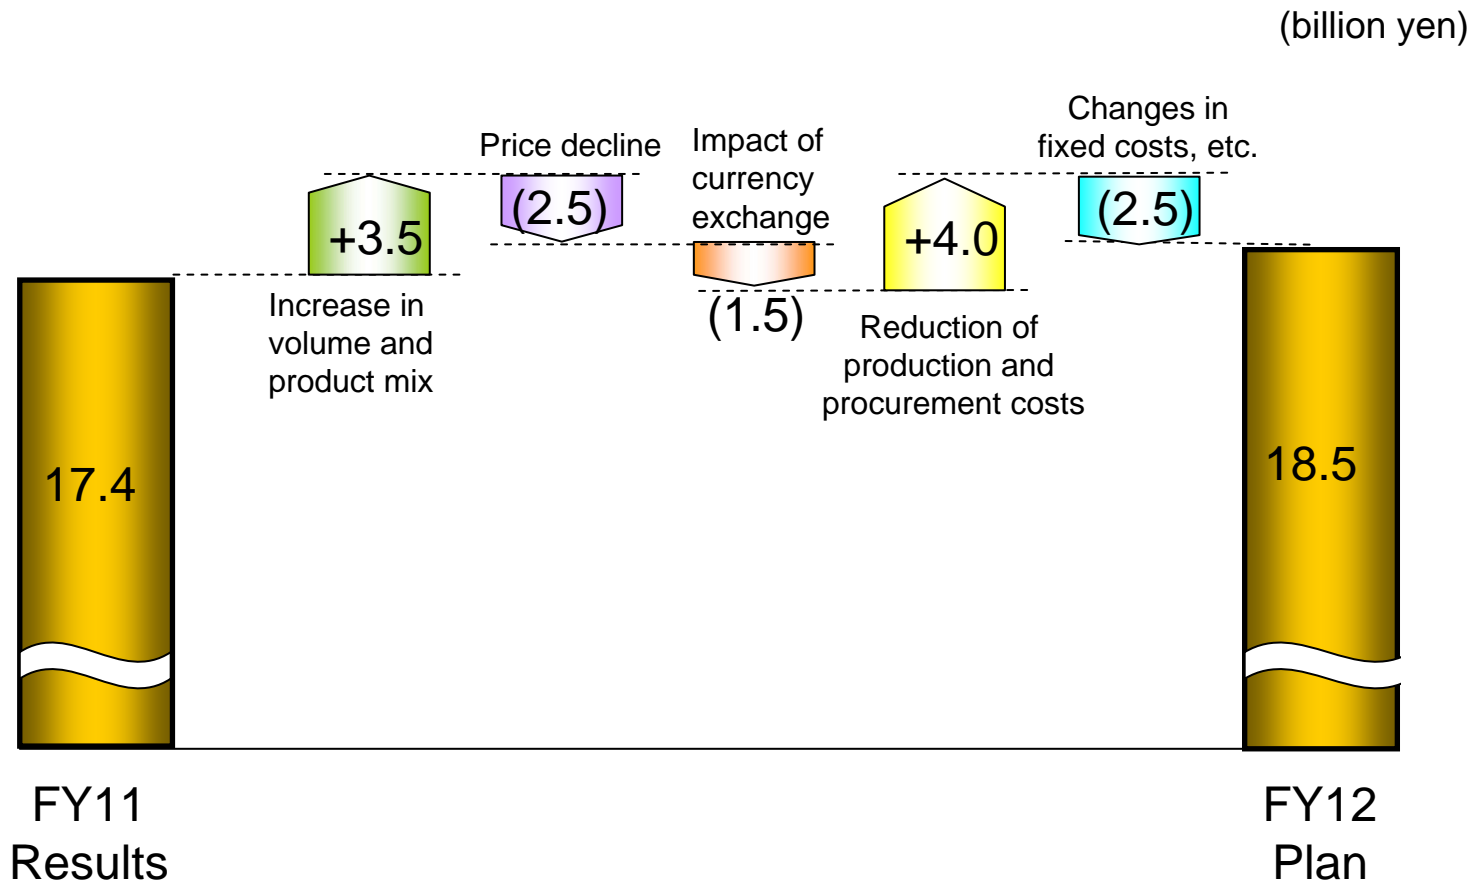 (billion yen)
Changes in
fixed costs, etc.
Price decline
Impact of
currency
exchange
+3.5
(2.5)
+4.0
(2.5)
(1.5)
Increase in
volume and
product mix
Reduction of
production and
procurement costs
17.4
18.5
FY11
Results
FY12
Plan